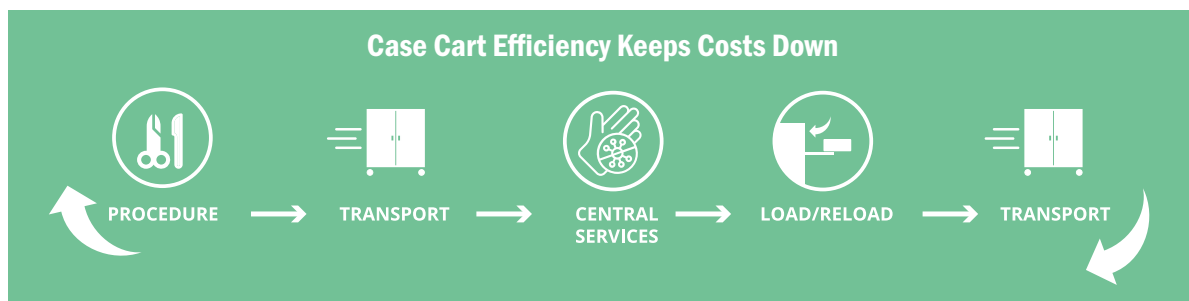 Case Cart Efficiency Keeps Costs Down
PROCEDURE
TRANSPORT
CENTRAL
SERVICES
LOAD/RELOAD
TRANSPORT